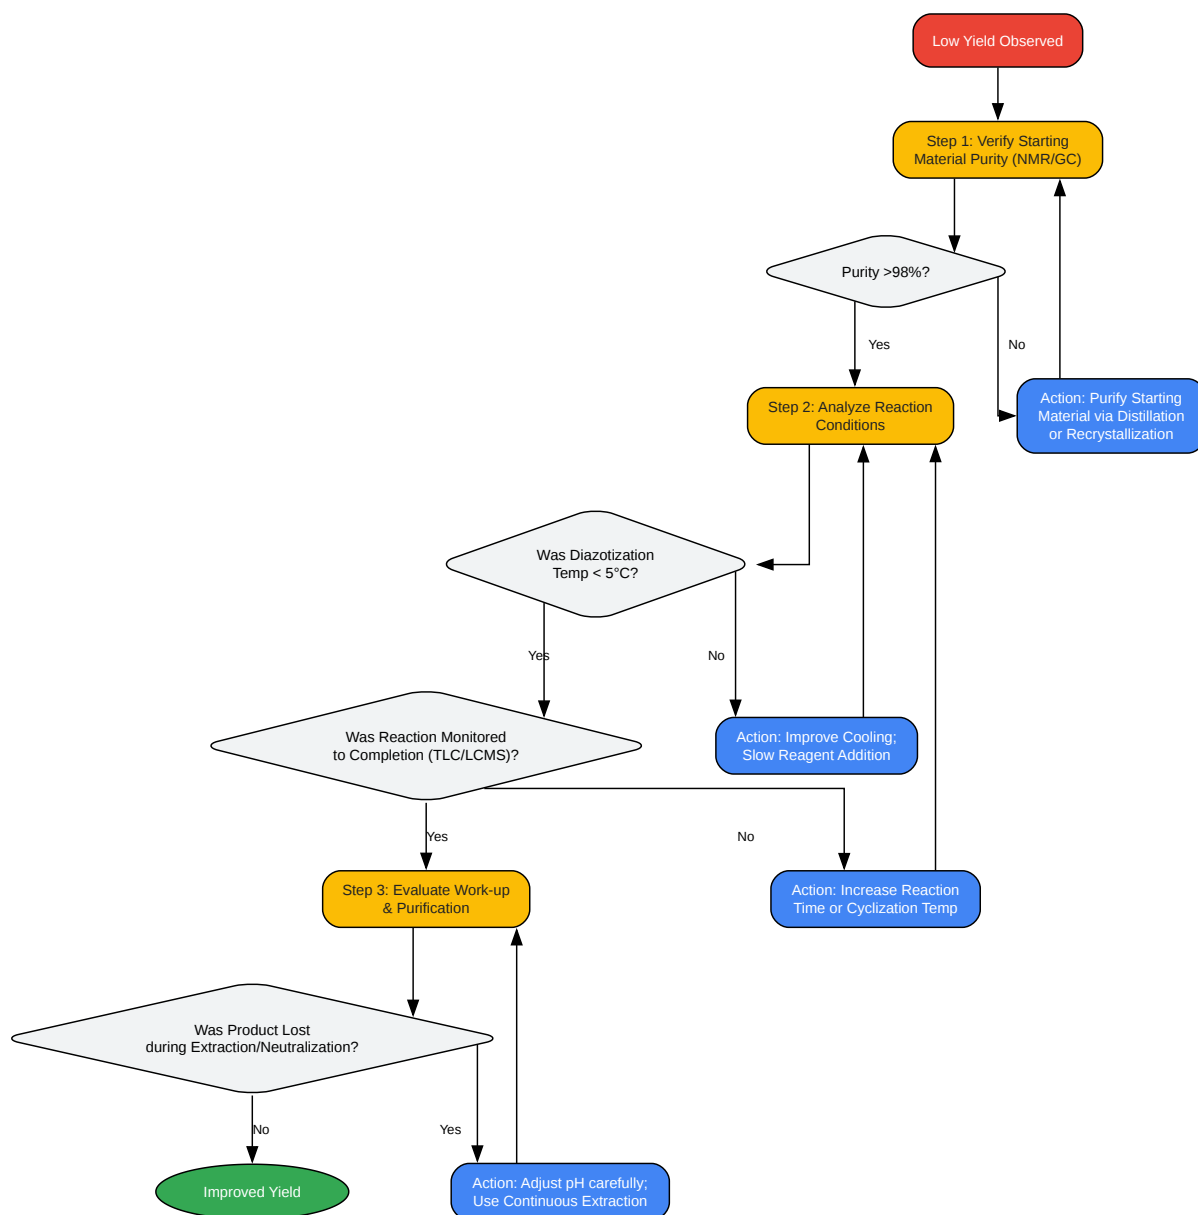 Low Yield Observed
Step 1: Verify Starting
Material Purity (NMR/GC)
Purity >98%?
Yes
No
Step 2: Analyze Reaction
Conditions
Action: Purify Starting
Material via Distillation
or Recrystallization
Was Diazotization
Temp < 5°C?
Yes
No
Was Reaction Monitored
to Completion (TLC/LCMS)?
Action: Improve Cooling;
Slow Reagent Addition
Yes
No
Step 3: Evaluate Work-up
& Purification
Action: Increase Reaction
Time or Cyclization Temp
Was Product Lost
during Extraction/Neutralization?
No
Yes
Improved Yield
Action: Adjust pH carefully;
Use Continuous Extraction